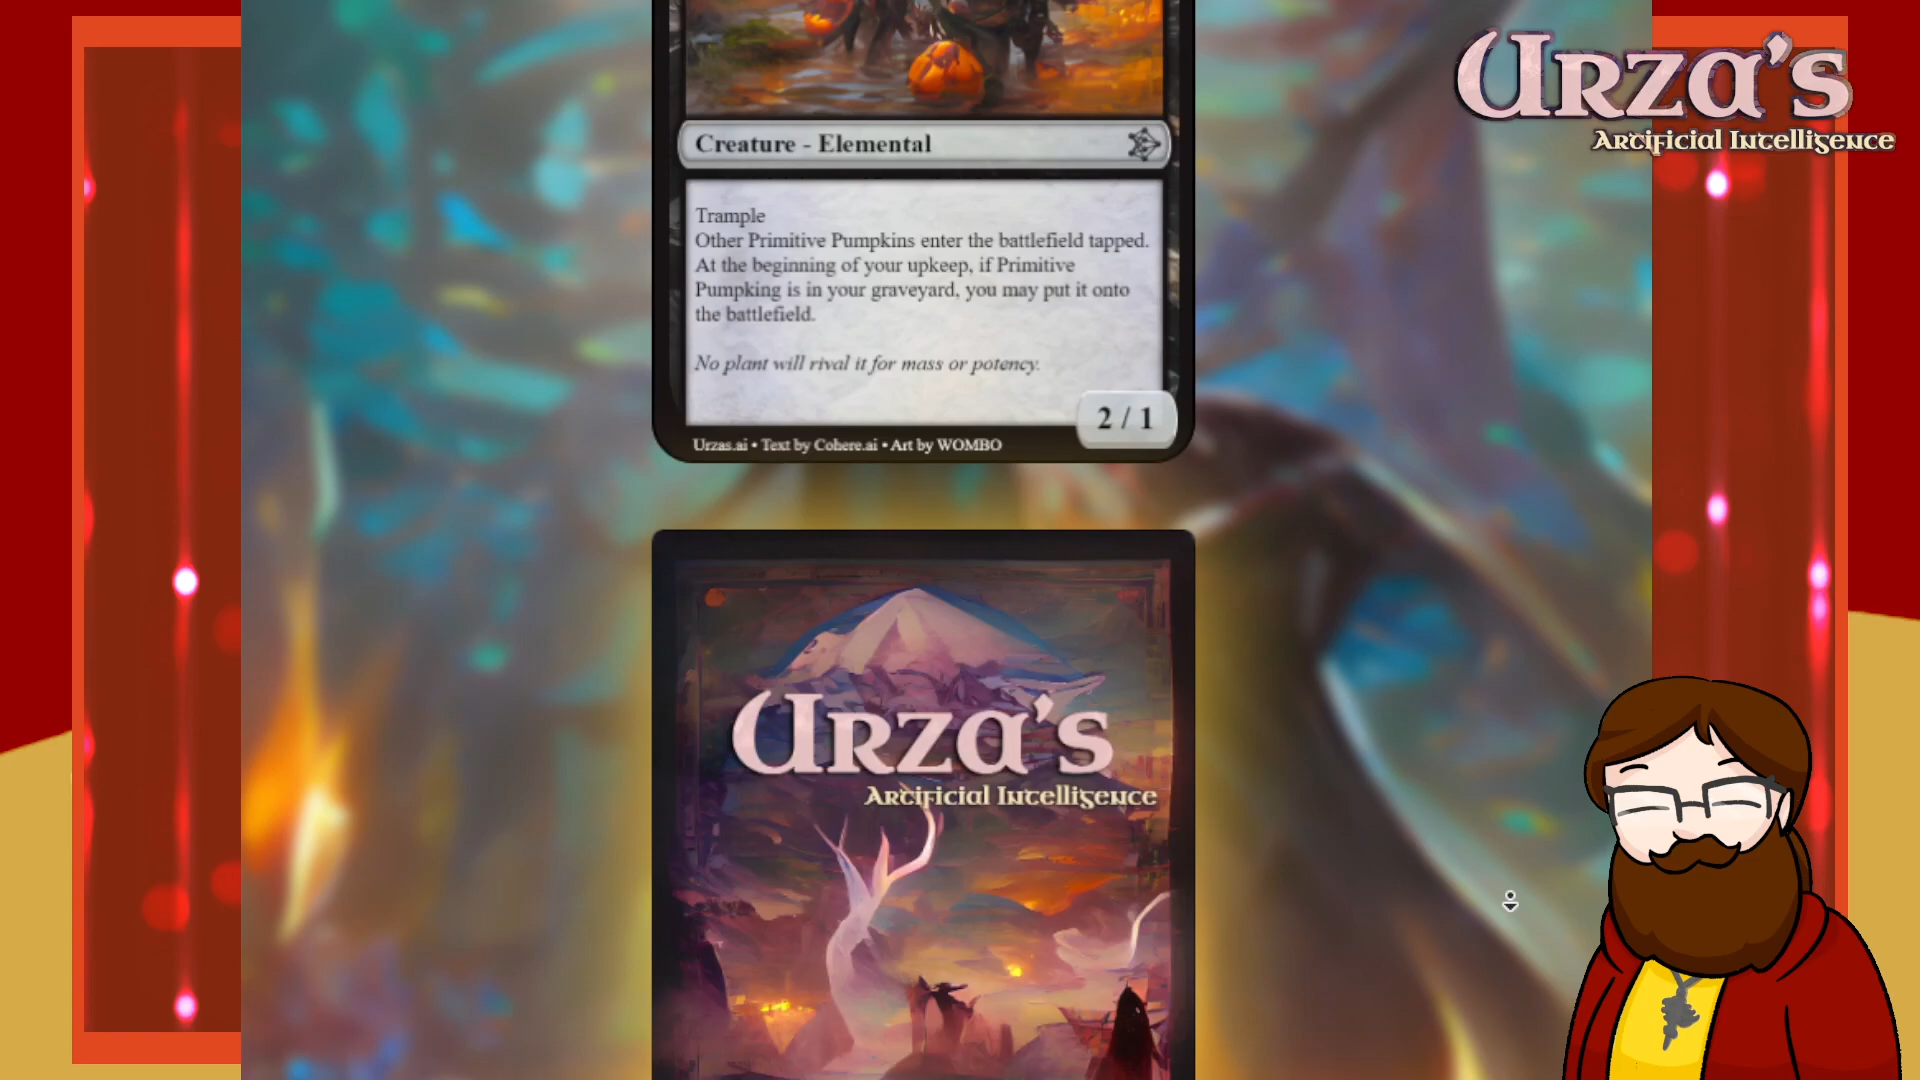 Urza's
Artificial Intelligence
Creature - Elemental
Trample
Other Primitive Pumpkins enter the battlefield tapped.
At the beginning of your upkeep, if Primitive
Pumpking is in your graveyard, you may put it onto
the battlefield.
No plant will rival it for mass or potency.
2 / 1
Urzas.ai • Text by Cohere.ai • Art by WOMBO
Urza's
Artificial Intelligence